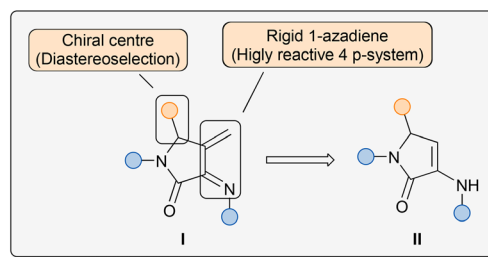 Chiral centre
(Diastereoselection)
Rigid 1-azadiene
(Higly reactive 4 p-system)
N
O
N
I
N
O
NH
II